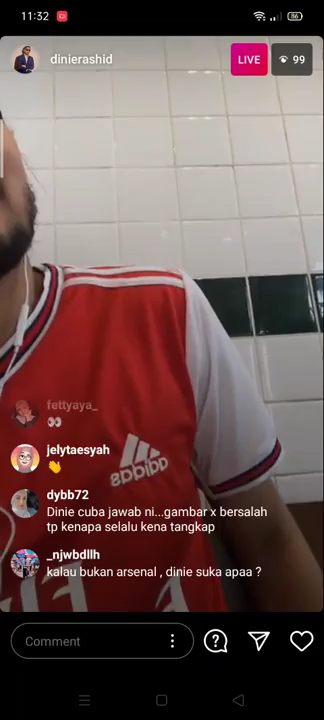 11:32
86
dinierashid
LIVE
99
fettyaya_
👀
jelytaesyah
👏
adidas
dybb72
Dinie cuba jawab ni...gambar x bersalah
tp kenapa selalu kena tangkap
_njwbdllh
kalau bukan arsenal , dinie suka apaa ?
Comment